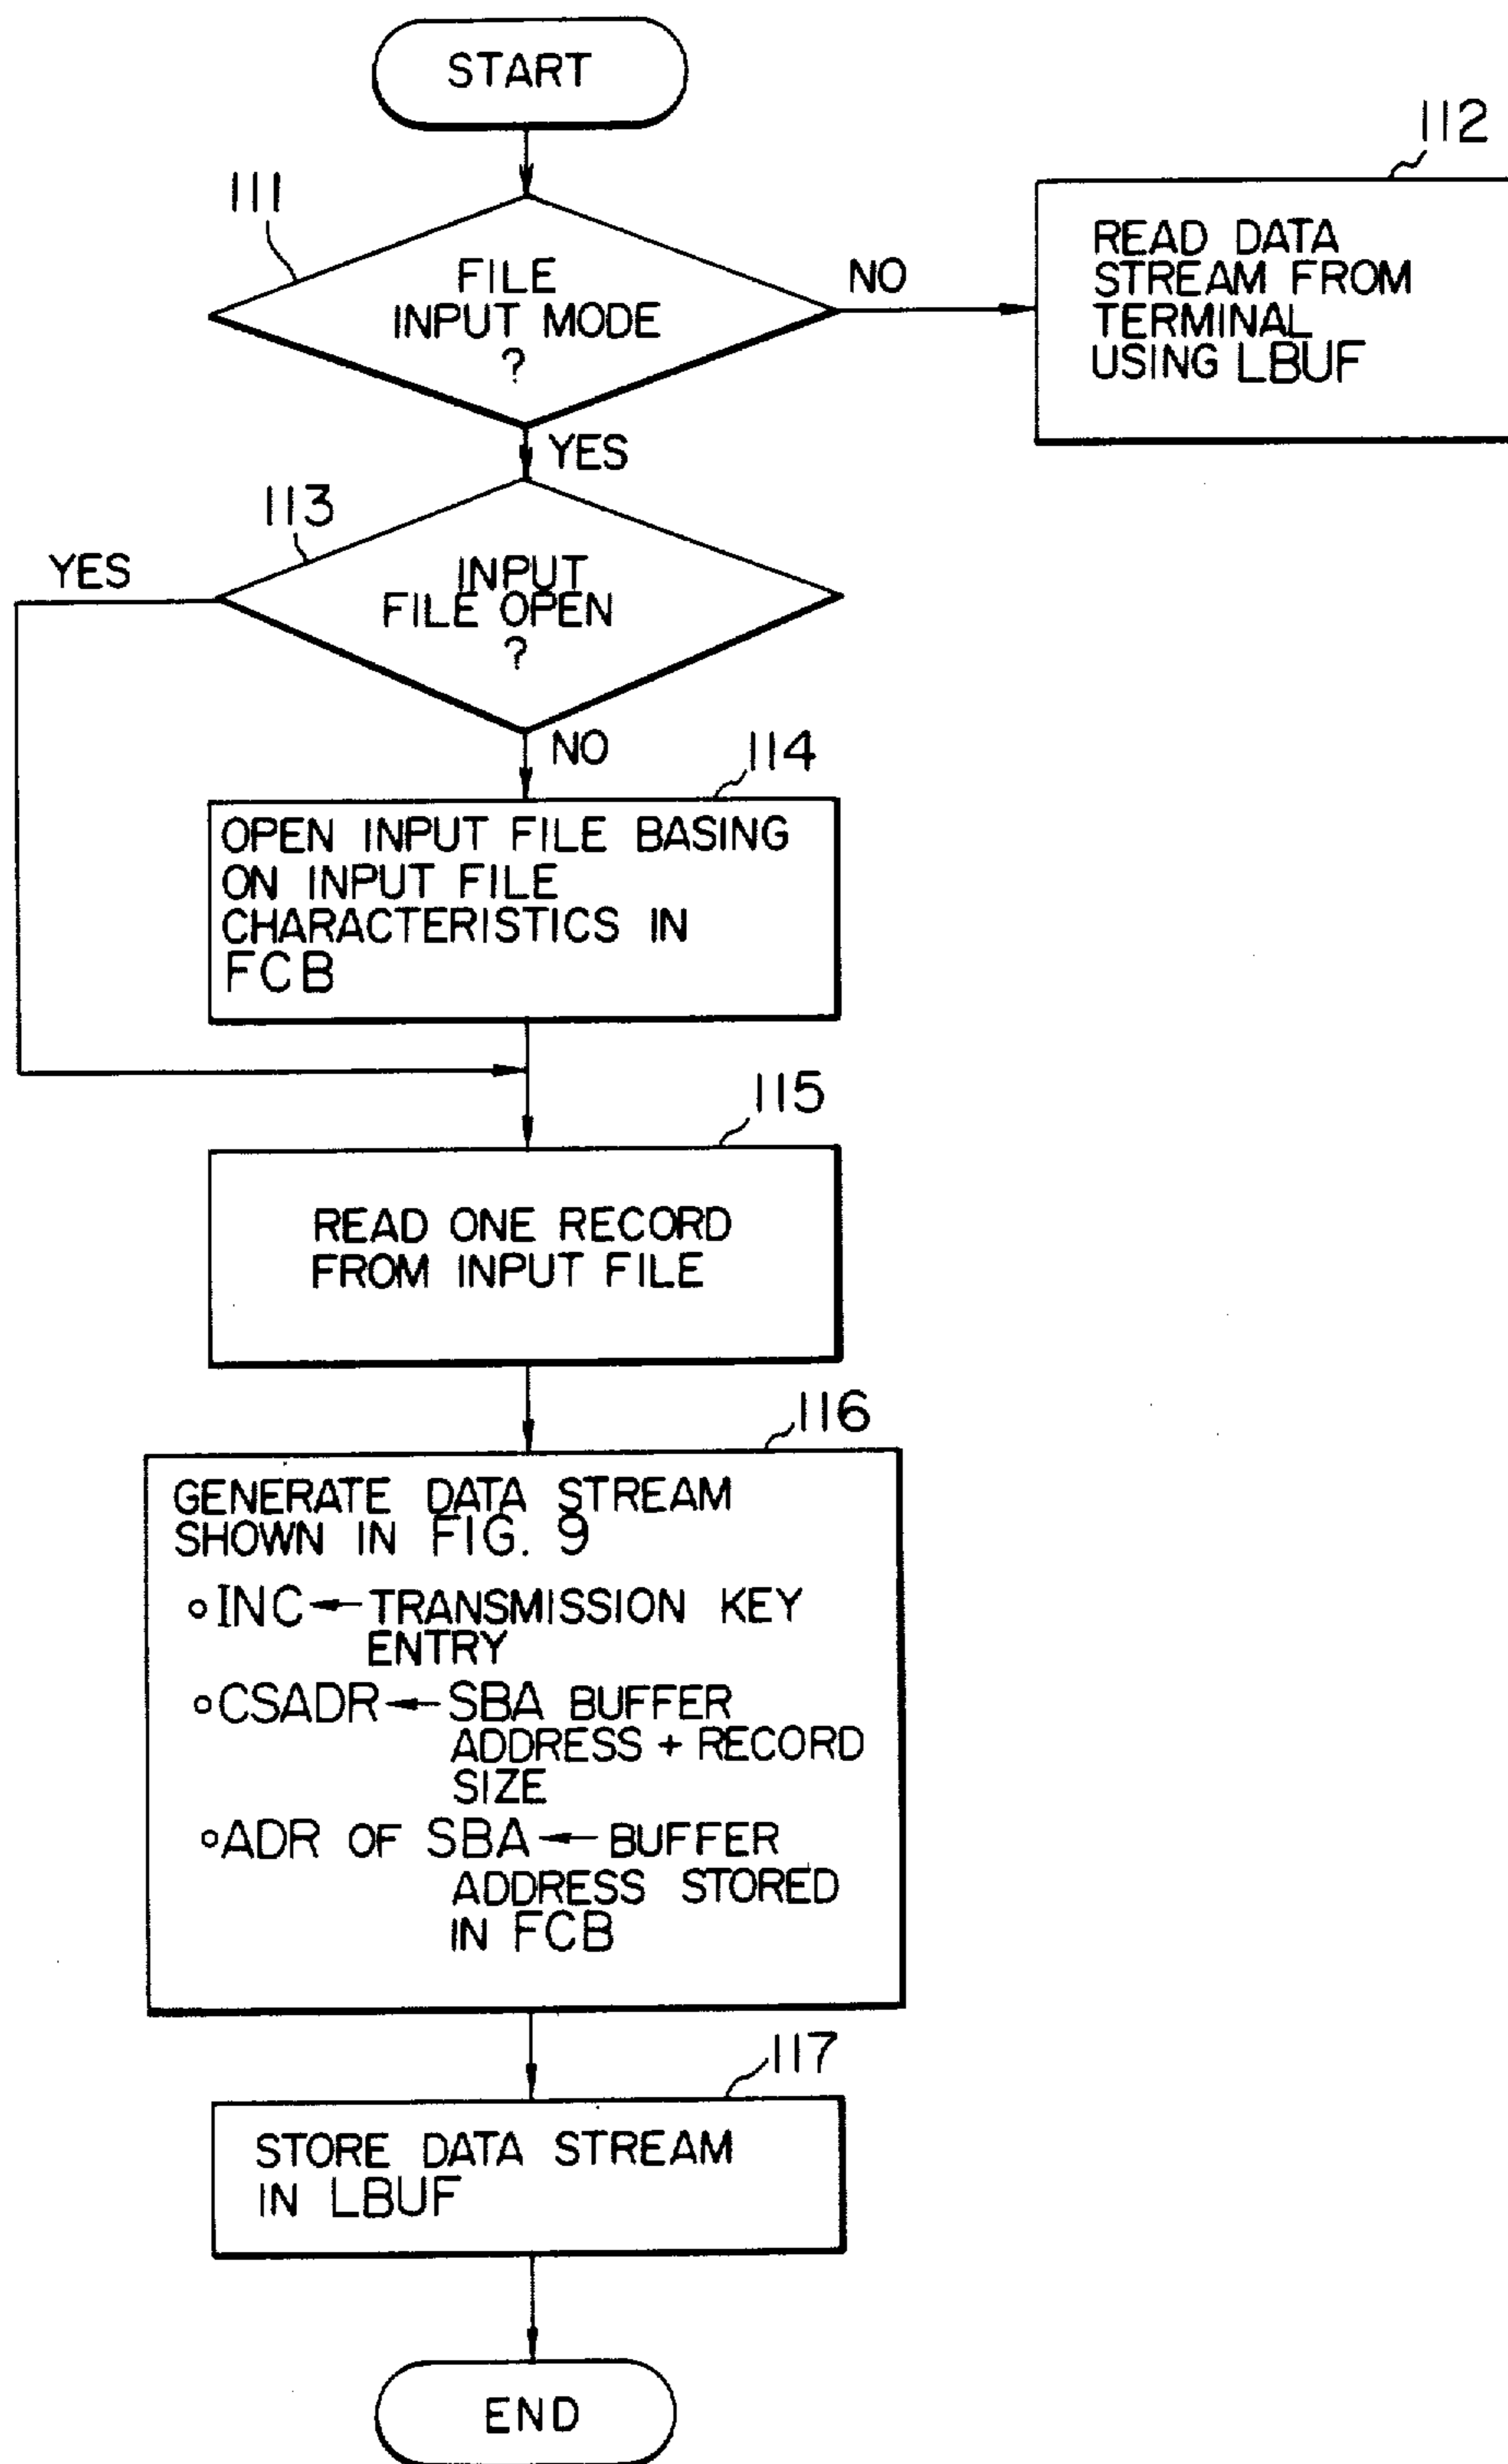 START
111
FILE
INPUT MODE
?
NO
112
READ DATA
STREAM FROM
TERMINAL
USING LBUF
YES
113
YES
INPUT
FILE OPEN
?
NO
114
OPEN INPUT FILE BASING
ON INPUT FILE
CHARACTERISTICS IN
FCB
115
READ ONE RECORD
FROM INPUT FILE
116
GENERATE DATA STREAM
SHOWN IN FIG. 9
∘INC ← TRANSMISSION KEY
ENTRY
∘CSADR ← SBA BUFFER
ADDRESS + RECORD
SIZE
∘ADR OF SBA ← BUFFER
ADDRESS STORED
IN FCB
117
STORE DATA STREAM
IN LBUF
END